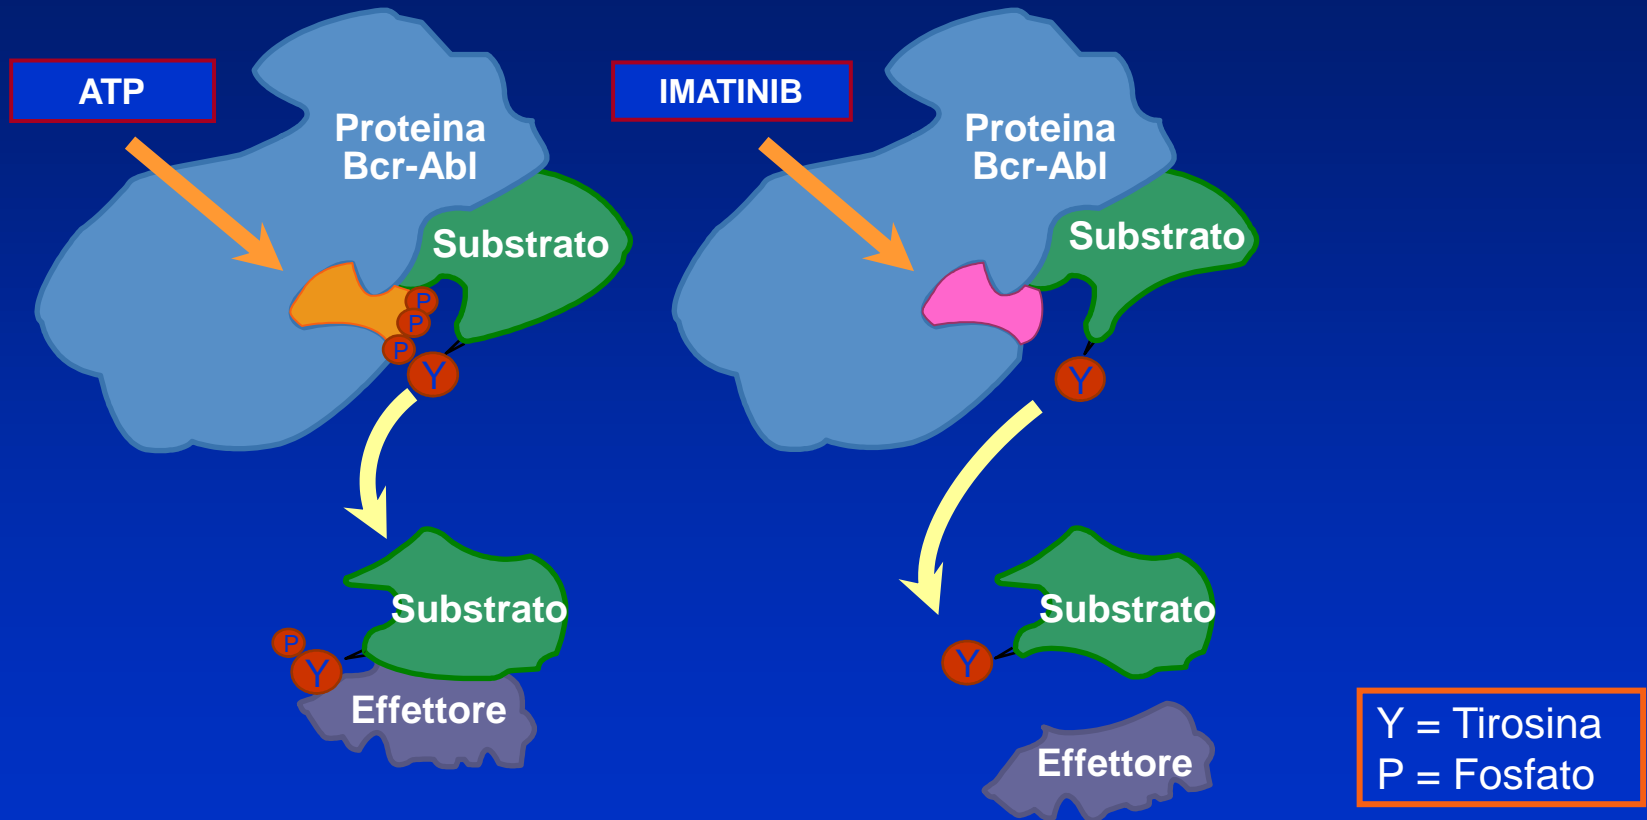 ATP
IMATINIB
Proteina
Bcr-Abl
Proteina
Bcr-Abl
Substrato
Substrato
P
P
P
Y
Y
Substrato
Substrato
P
Y
Y
Effettore
Effettore
Y = Tirosina
P = Fosfato